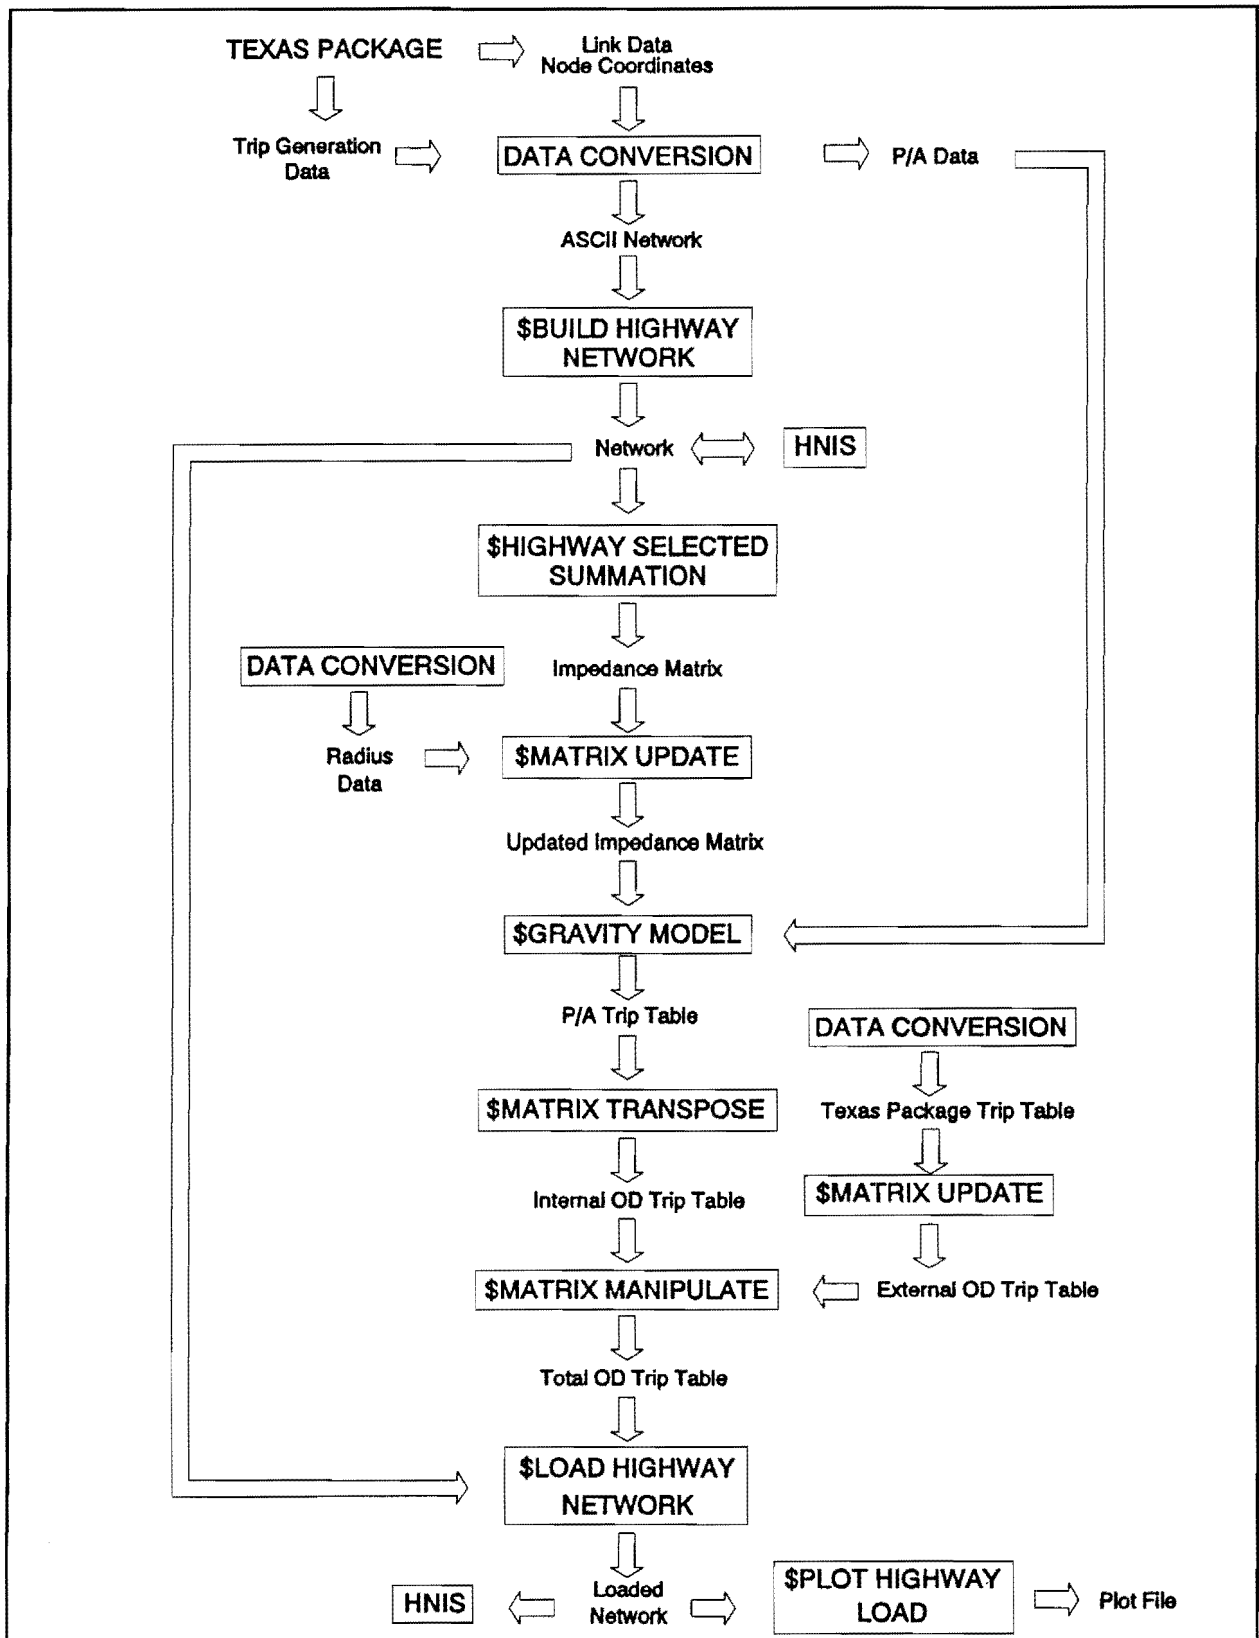 TEXAS PACKAGE
Link Data
Node Coordinates
Trip Generation
Data
DATA CONVERSION
P/A Data
ASCII Network
$BUILD HIGHWAY
NETWORK
Network
HNIS
$HIGHWAY SELECTED
SUMMATION
DATA CONVERSION
Impedance Matrix
Radius
Data
$MATRIX UPDATE
Updated Impedance Matrix
$GRAVITY MODEL
P/A Trip Table
DATA CONVERSION
$MATRIX TRANSPOSE
Texas Package Trip Table
Internal OD Trip Table
$MATRIX UPDATE
$MATRIX MANIPULATE
External OD Trip Table
Total OD Trip Table
$LOAD HIGHWAY
NETWORK
HNIS
Loaded
Network
$PLOT HIGHWAY
LOAD
Plot File